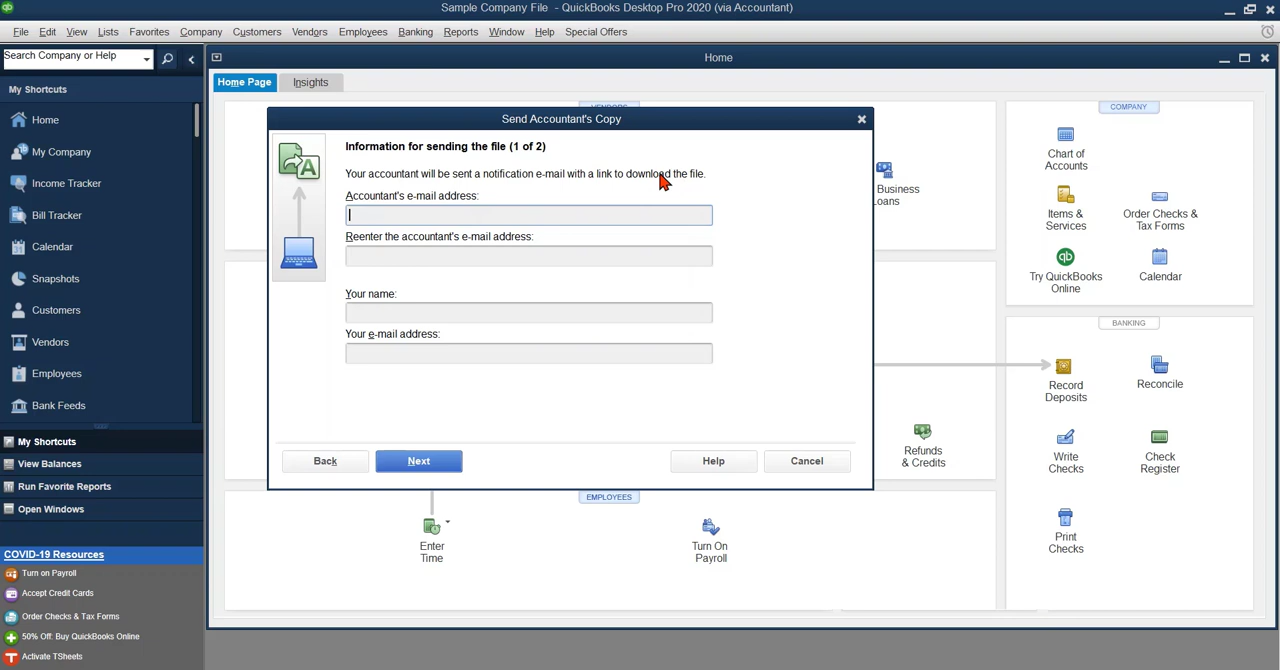 Sample Company File - QuickBooks Desktop Pro 2020 (via Accountant)
File Edit View Lists Favorites Company Customers Vendors Employees Banking Reports Window Help Special Offers
Search Company or Help
Home
Home Page
Insights
My Shortcuts
Home
My Company
Income Tracker
Bill Tracker
Calendar
Snapshots
Customers
Vendors
Employees
Bank Feeds
My Shortcuts
View Balances
Run Favorite Reports
Open Windows
COVID-19 Resources
Turn on Payroll
Accept Credit Cards
Order Checks & Tax Forms
50% Off: Buy QuickBooks Online
Activate TSheets
Send Accountant's Copy
Information for sending the file (1 of 2)
Your accountant will be sent a notification e-mail with a link to download the file.
Accountant's e-mail address:
Reenter the accountant's e-mail address:
Your name:
Your e-mail address:
Back
Next
Help
Cancel
Business
Refunds
& Credits
EMPLOYEES
Enter
Time
Turn On
Payroll
COMPANY
Chart of
Accounts
Items &
Services
Order Checks &
Tax Forms
Try QuickBooks
Online
Calendar
BANKING
Record
Deposits
Reconcile
Write
Checks
Check
Register
Print
Checks